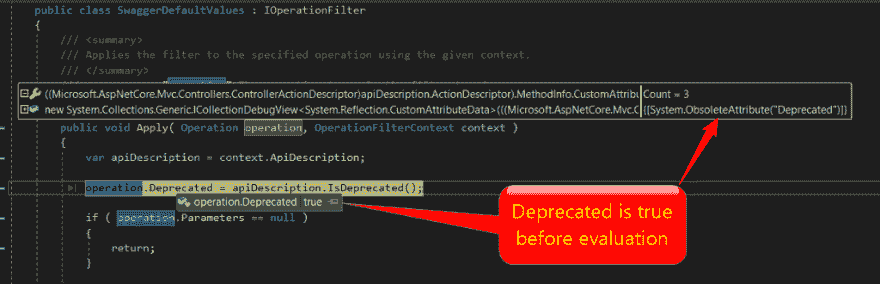 public class SwaggerDefaultValues : IOperationFilter
{
/// <summary>
/// Applies the filter to the specified operation using the given context.
/// </summary>
((Microsoft.AspNetCore.Mvc.Controllers.ControllerActionDescriptor)apiDescription.ActionDescriptor).MethodInfo.CustomAttribu Count = 3
new System.Collections.Generic.ICollectionDebugView<System.Reflection.CustomAttributeData>(((Microsoft.AspNetCore.Mvc.C {[System.ObsoleteAttribute("Deprecated")]}
public void Apply( Operation operation, OperationFilterContext context )
{
var apiDescription = context.ApiDescription;
operation.Deprecated = apiDescription.IsDeprecated();
operation.Deprecated true
if ( operation.Parameters == null )
{
return;
}
Deprecated is true
before evaluation